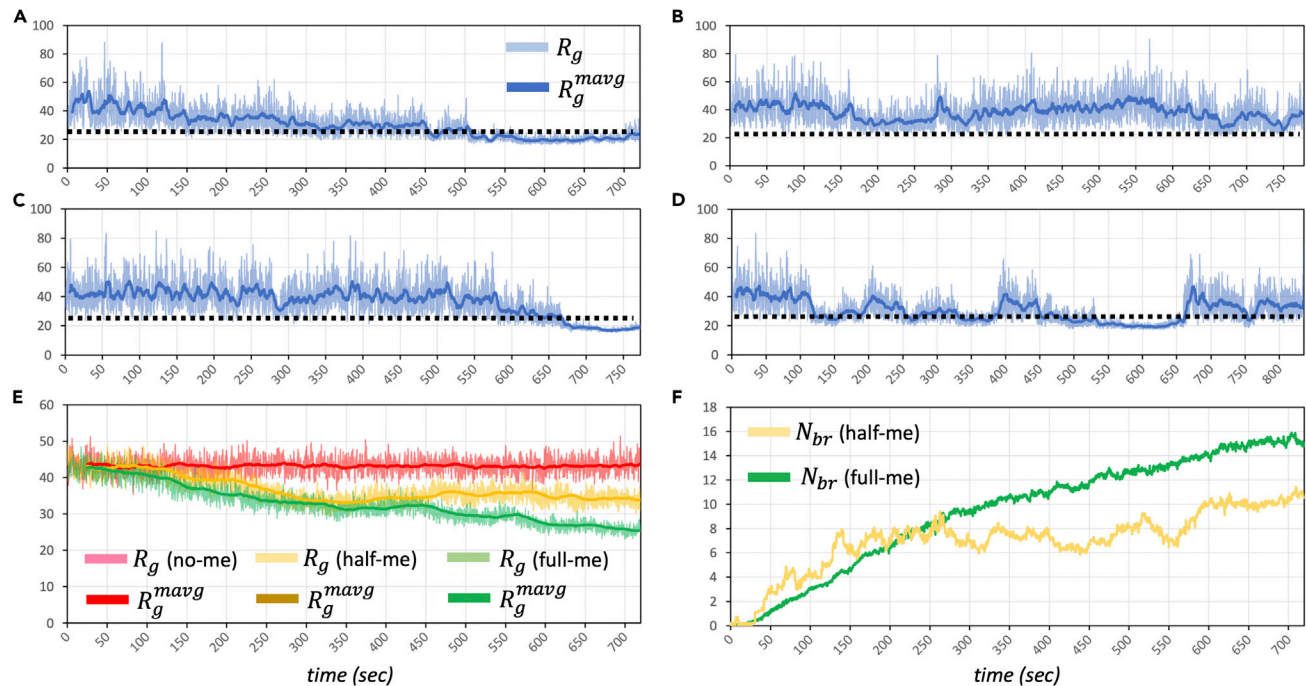 A
100
80
60
40
20
0
R_g
R_g^mavg
0 50 100 150 200 250 300 350 400 450 500 550 600 650 700
B
100
80
60
40
20
0
0 50 100 150 200 250 300 350 400 450 500 550 600 650 700 750
C
100
80
60
40
20
0
0 50 100 150 200 250 300 350 400 450 500 550 600 650 700 750
D
100
80
60
40
20
0
0 50 100 150 200 250 300 350 400 450 500 550 600 650 700 750 800
E
60
50
40
30
20
10
0
R_g (no-me) R_g (half-me) R_g (full-me)
R_g^mavg R_g^mavg R_g^mavg
0 50 100 150 200 250 300 350 400 450 500 550 600 650 700
time (sec)
F
18
16
14
12
10
8
6
4
2
0
N_br (half-me)
N_br (full-me)
0 50 100 150 200 250 300 350 400 450 500 550 600 650 700
time (sec)